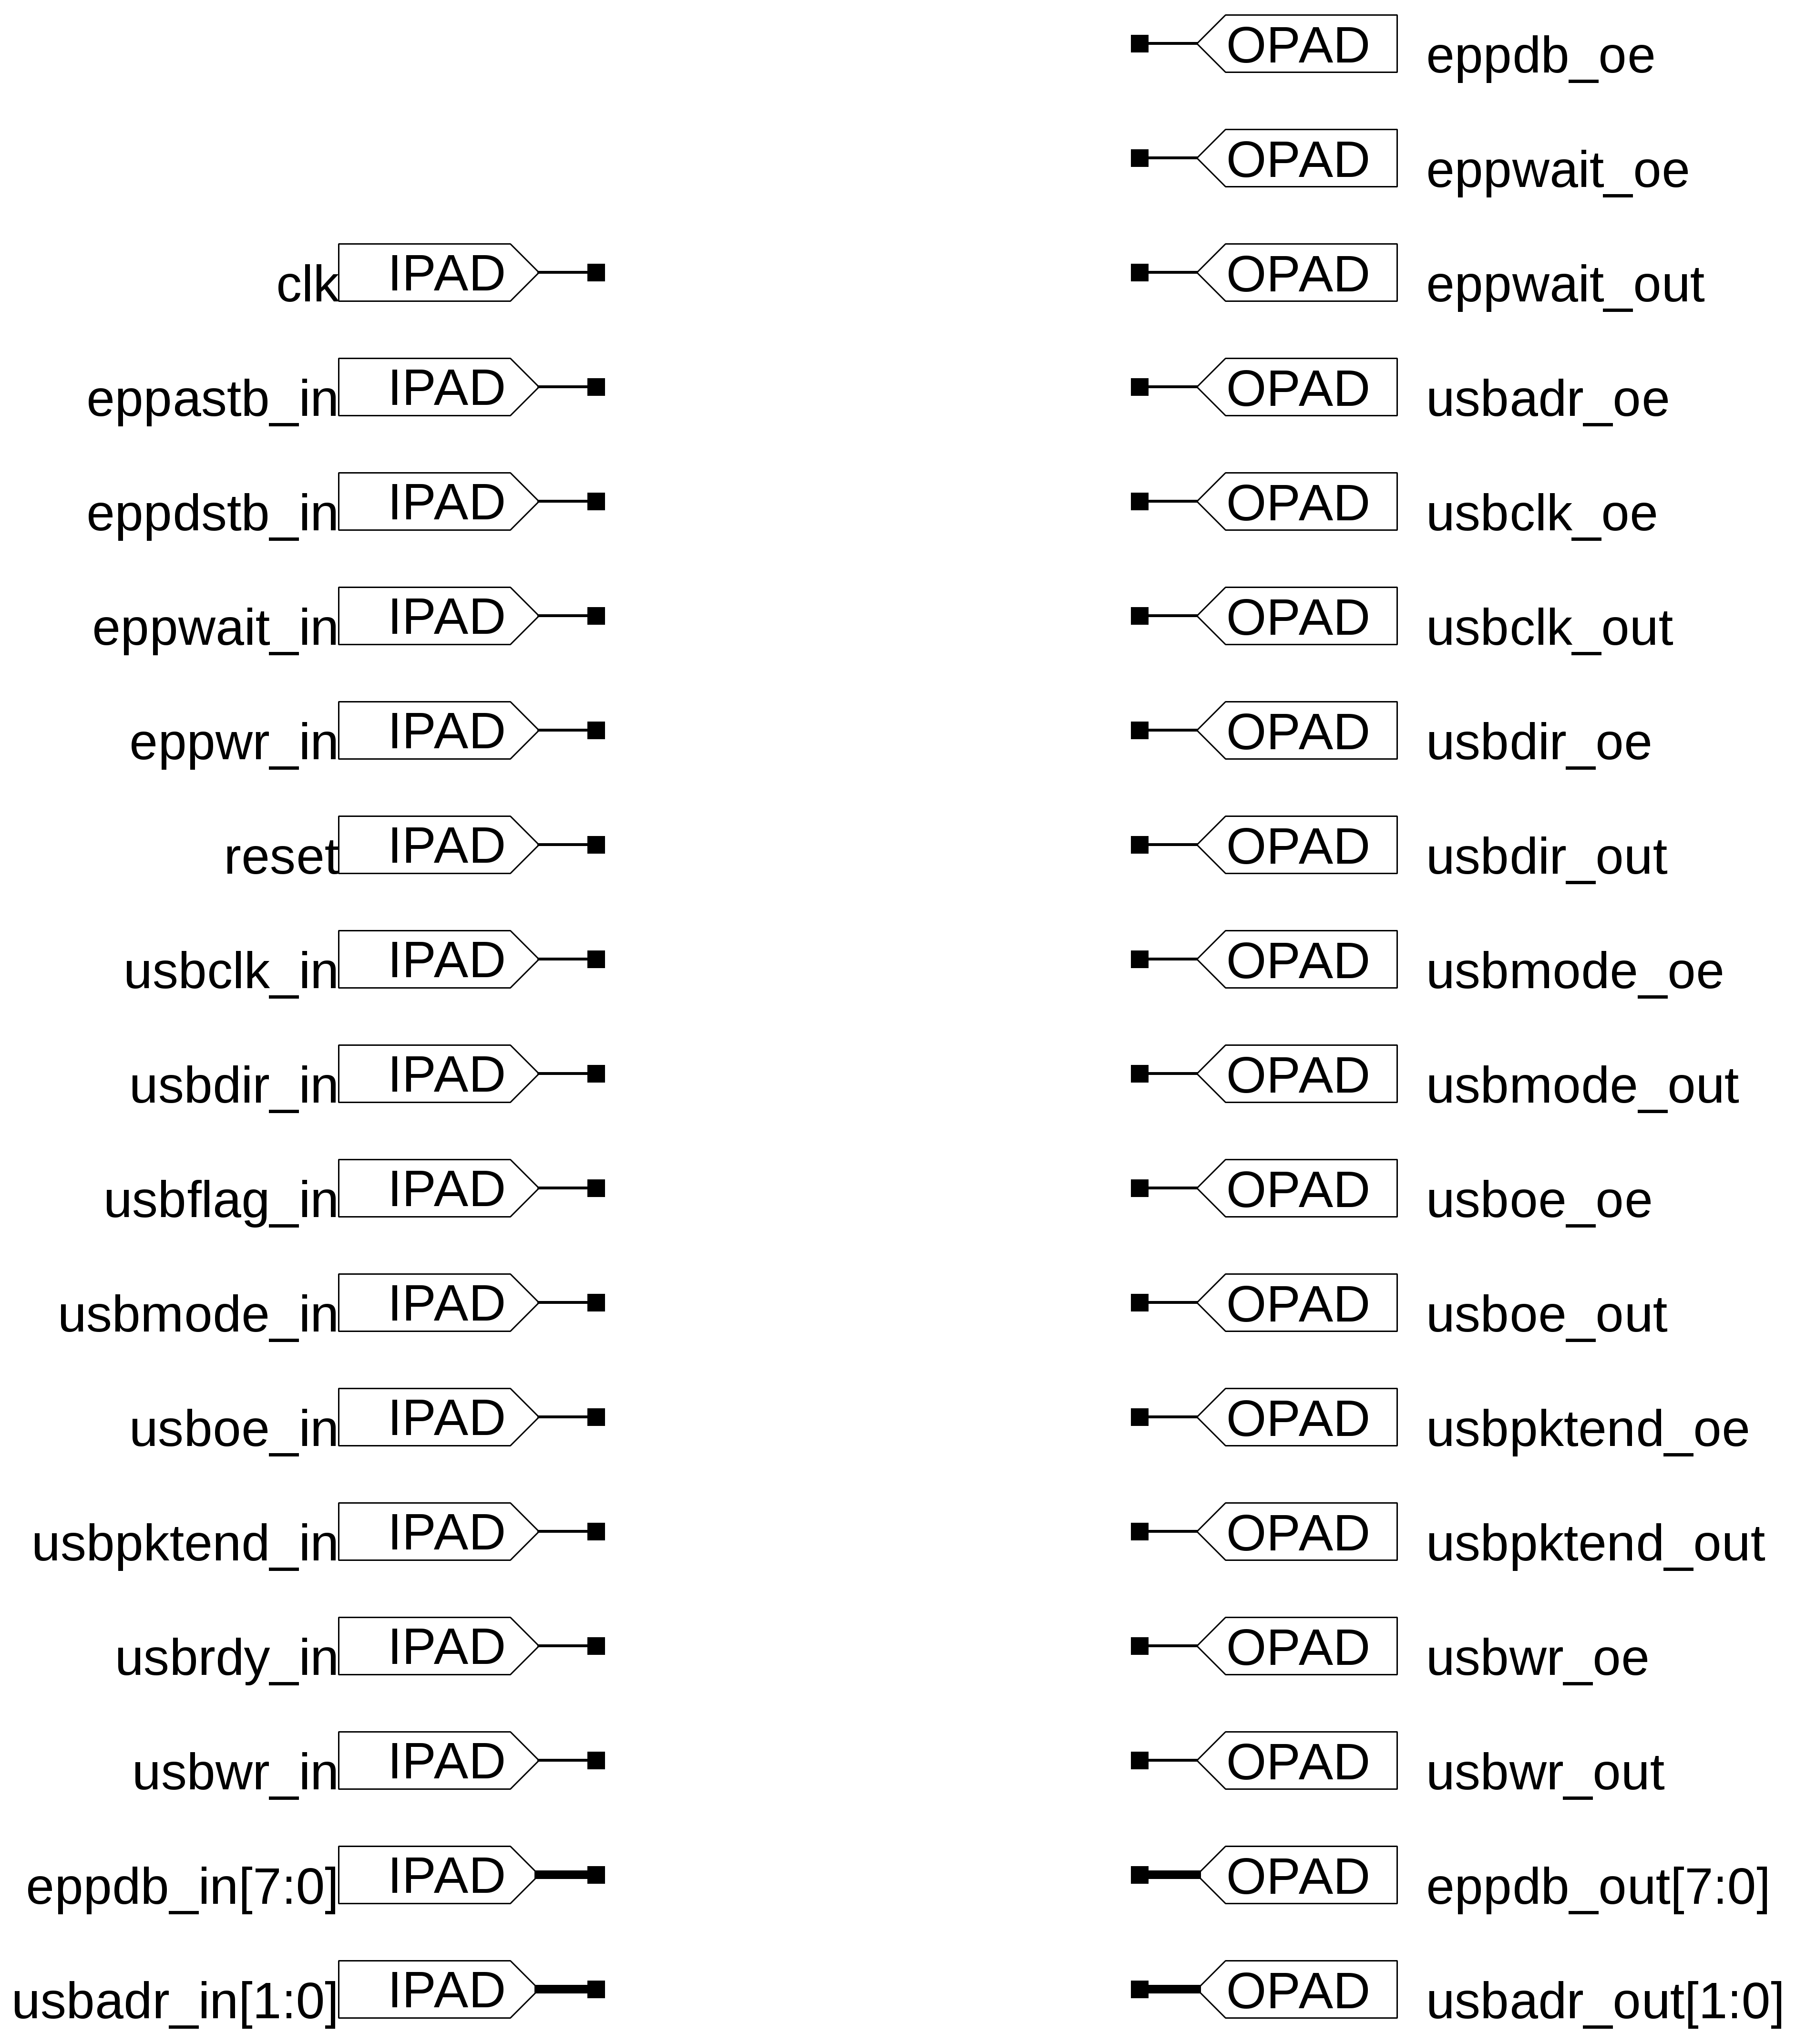 OPAD eppdb_oe
OPAD eppwait_oe
clk IPAD OPAD eppwait_out
eppastb_in IPAD OPAD usbadr_oe
eppdstb_in IPAD OPAD usbclk_oe
eppwait_in IPAD OPAD usbclk_out
eppwr_in IPAD OPAD usbdir_oe
reset IPAD OPAD usbdir_out
usbclk_in IPAD OPAD usbmode_oe
usbdir_in IPAD OPAD usbmode_out
usbflag_in IPAD OPAD usboe_oe
usbmode_in IPAD OPAD usboe_out
usboe_in IPAD OPAD usbpktend_oe
usbpktend_in IPAD OPAD usbpktend_out
usbrdy_in IPAD OPAD usbwr_oe
usbwr_in IPAD OPAD usbwr_out
eppdb_in[7:0] IPAD OPAD eppdb_out[7:0]
usbadr_in[1:0] IPAD OPAD usbadr_out[1:0]